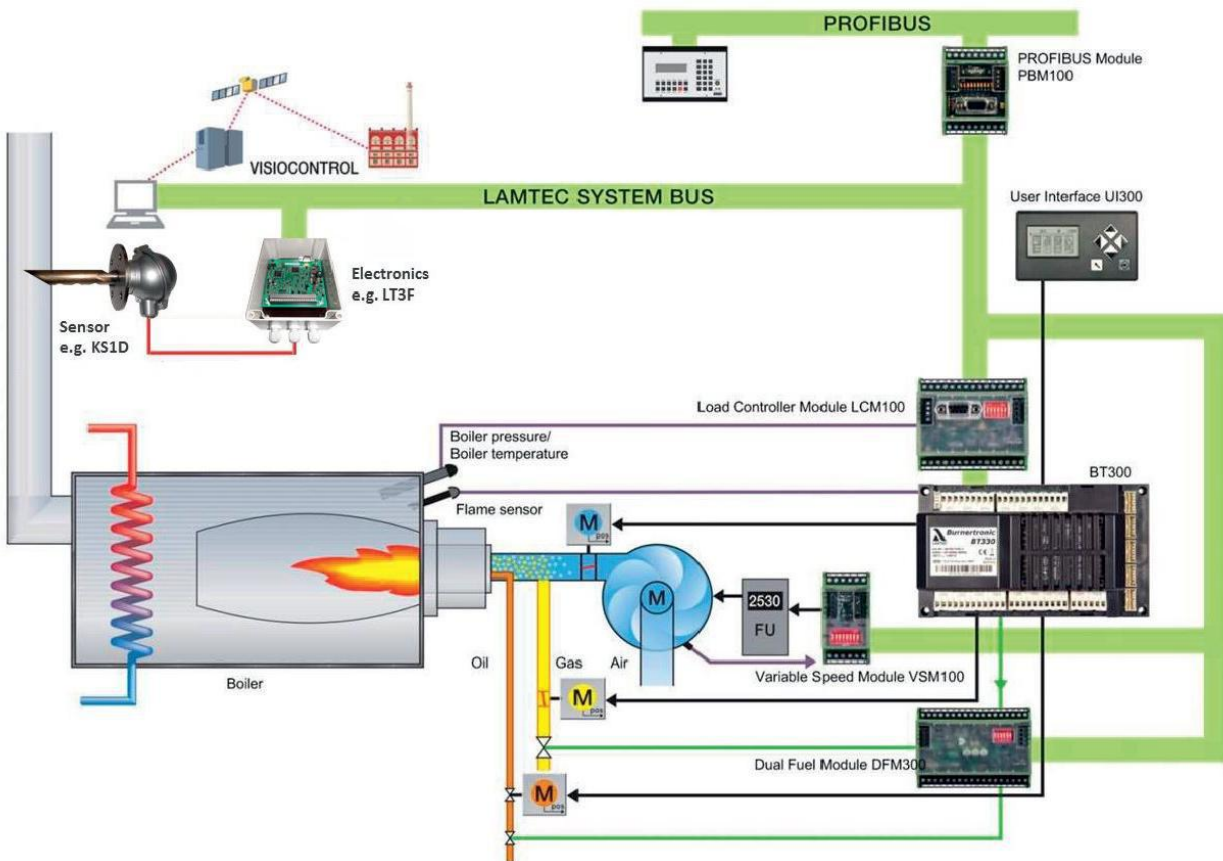 PROFIBUS
PROFIBUS Module
PBM100
VISIOCONTROL
LAMTEC SYSTEM BUS
User Interface UI300
Electronics
e.g. LT3F
Sensor
e.g. KS1D
Load Controller Module LCM100
Boiler pressure/
Boiler temperature
BT300
Flame sensor
M
pos
Burnertronic
BT330
M
2530
FU
Oil
Gas
Air
Boiler
Variable Speed Module VSM100
M
pos
Dual Fuel Module DFM300
M
pos